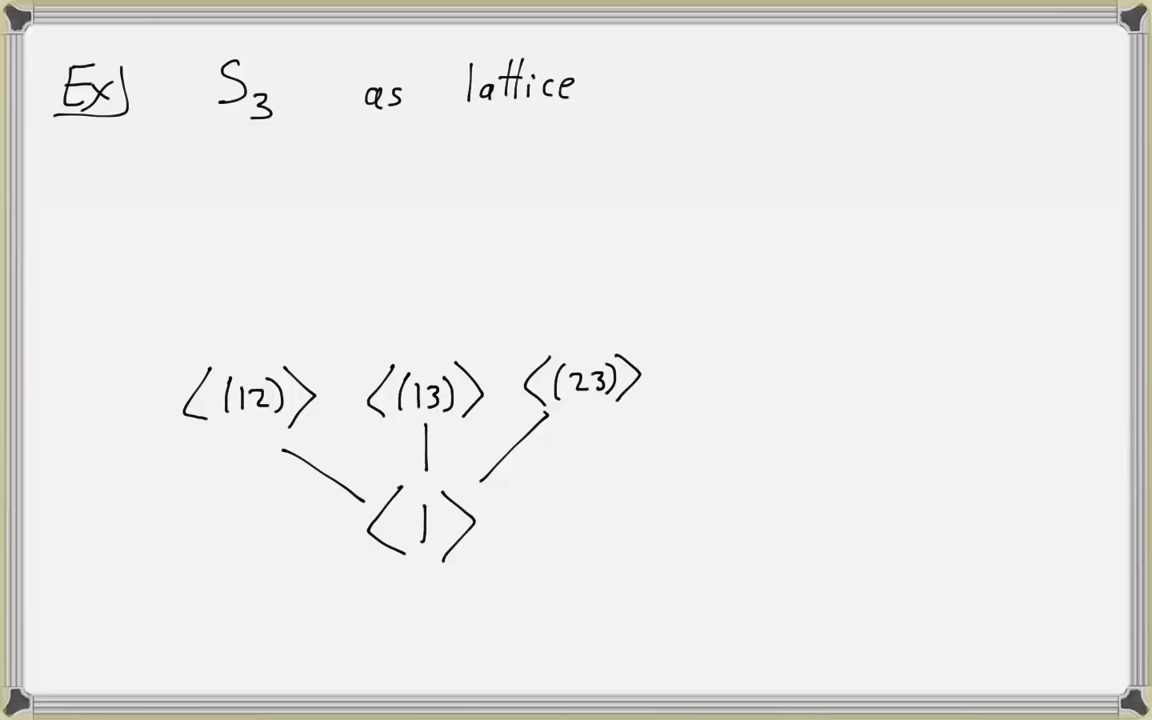 Ex) S3 as lattice
⟨(12)⟩ ⟨(13)⟩ ⟨(23)⟩
⟨1⟩